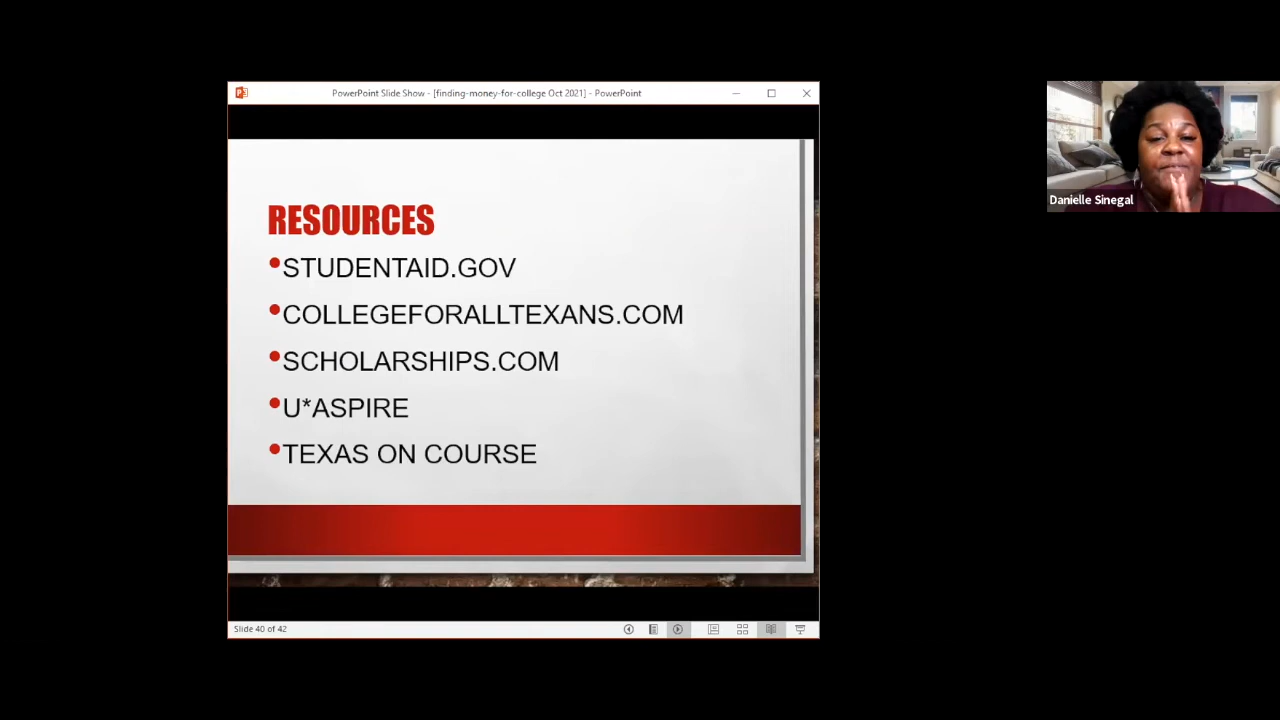 PowerPoint Slide Show - [finding-money-for-college Oct 2021] - PowerPoint
Danielle Sinegal
RESOURCES
•STUDENTAID.GOV
•COLLEGEFORALLTEXANS.COM
•SCHOLARSHIPS.COM
•U*ASPIRE
•TEXAS ON COURSE
Slide 40 of 42